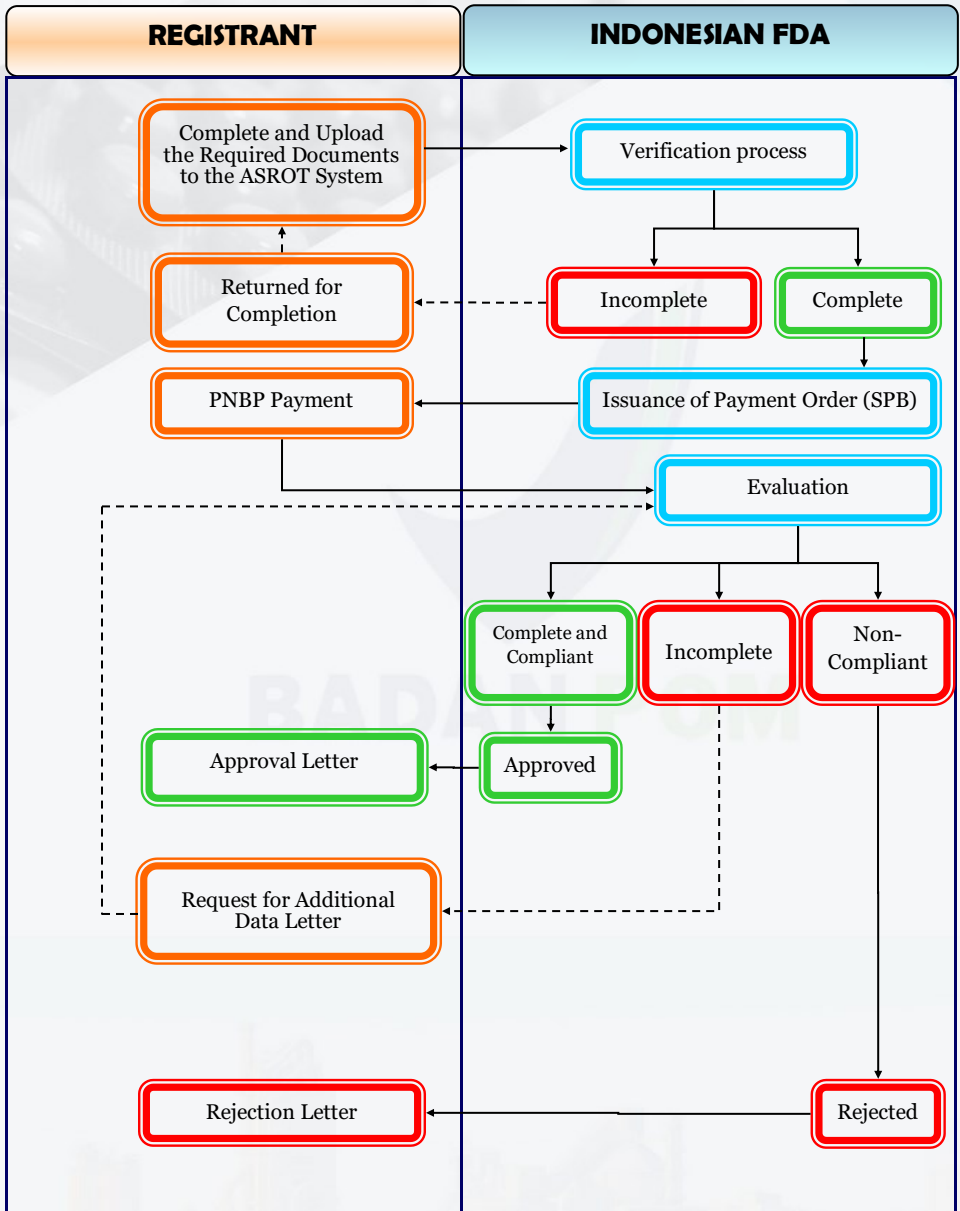 REGISTRANT
INDONESIAN FDA
Complete and Upload
the Required Documents
to the ASROT System
Verification process
Returned for
Completion
Incomplete
Complete
PNBP Payment
Issuance of Payment Order (SPB)
Evaluation
Complete and
Compliant
Incomplete
Non-
Compliant
BADAN POM
Approval Letter
Approved
Request for Additional
Data Letter
Rejection Letter
Rejected